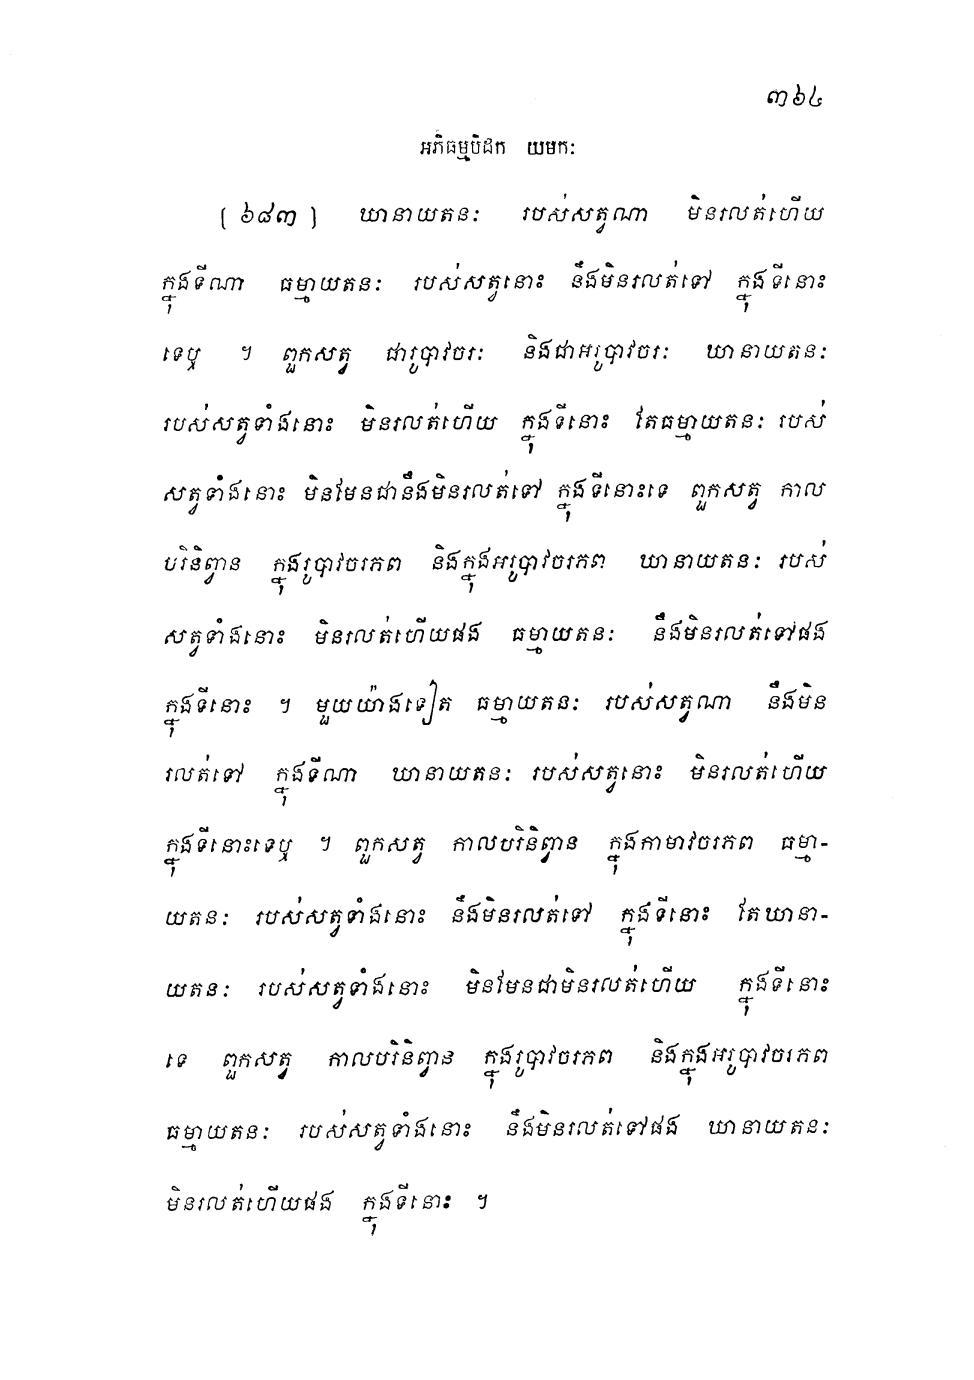 ៣៦៤
អភិធម្មបិដក យមកៈ
[៦៨៣] ឃានាយតនៈ របស់សត្វណា មិនរលត់ហើយ
ក្នុងទីណា ធម្មាយតនៈ របស់សត្វនោះ នឹងមិនរលត់ទៅ ក្នុងទីនោះ
ទេឬ ។ ពួកសត្វ ជារូបាវចរៈ និងជាអរូបាវចរៈ ឃានាយតនៈ
របស់សត្វទាំងនោះ មិនរលត់ហើយ ក្នុងទីនោះ តែធម្មាយតនៈ របស់
សត្វទាំងនោះ មិនមែនជានឹងមិនរលត់ទៅ ក្នុងទីនោះទេ ពួកសត្វ កាល
បរិនិព្វាន ក្នុងរូបាវចរភព និងក្នុងអរូបាវចរភព ឃានាយតនៈ របស់
សត្វទាំងនោះ មិនរលត់ហើយផង ធម្មាយតនៈ នឹងមិនរលត់ទៅផង
ក្នុងទីនោះ ។ មួយយ៉ាងទៀត ធម្មាយតនៈ របស់សត្វណា នឹងមិន
រលត់ទៅ ក្នុងទីណា ឃានាយតនៈ របស់សត្វនោះ មិនរលត់ហើយ
ក្នុងទីនោះទេឬ ។ ពួកសត្វ កាលបរិនិព្វាន ក្នុងកាមាវចរភព ធម្មា-
យតនៈ របស់សត្វទាំងនោះ នឹងមិនរលត់ទៅ ក្នុងទីនោះ តែឃានា-
យតនៈ របស់សត្វទាំងនោះ មិនមែនជាមិនរលត់ហើយ ក្នុងទីនោះ
ទេ ពួកសត្វ កាលបរិនិព្វាន ក្នុងរូបាវចរភព និងក្នុងអរូបាវចរភព
ធម្មាយតនៈ របស់សត្វទាំងនោះ នឹងមិនរលត់ទៅផង ឃានាយតនៈ
មិនរលត់ហើយផង ក្នុងទីនោះ ។